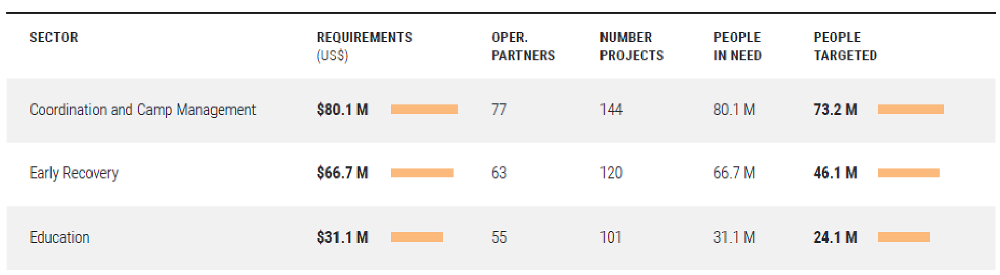 SECTOR REQUIREMENTS OPER. NUMBER PEOPLE PEOPLE
(US$) PARTNERS PROJECTS IN NEED TARGETED
Coordination and Camp Management $80.1 M 77 144 80.1 M 73.2 M
Early Recovery $66.7 M 63 120 66.7 M 46.1 M
Education $31.1 M 55 101 31.1 M 24.1 M